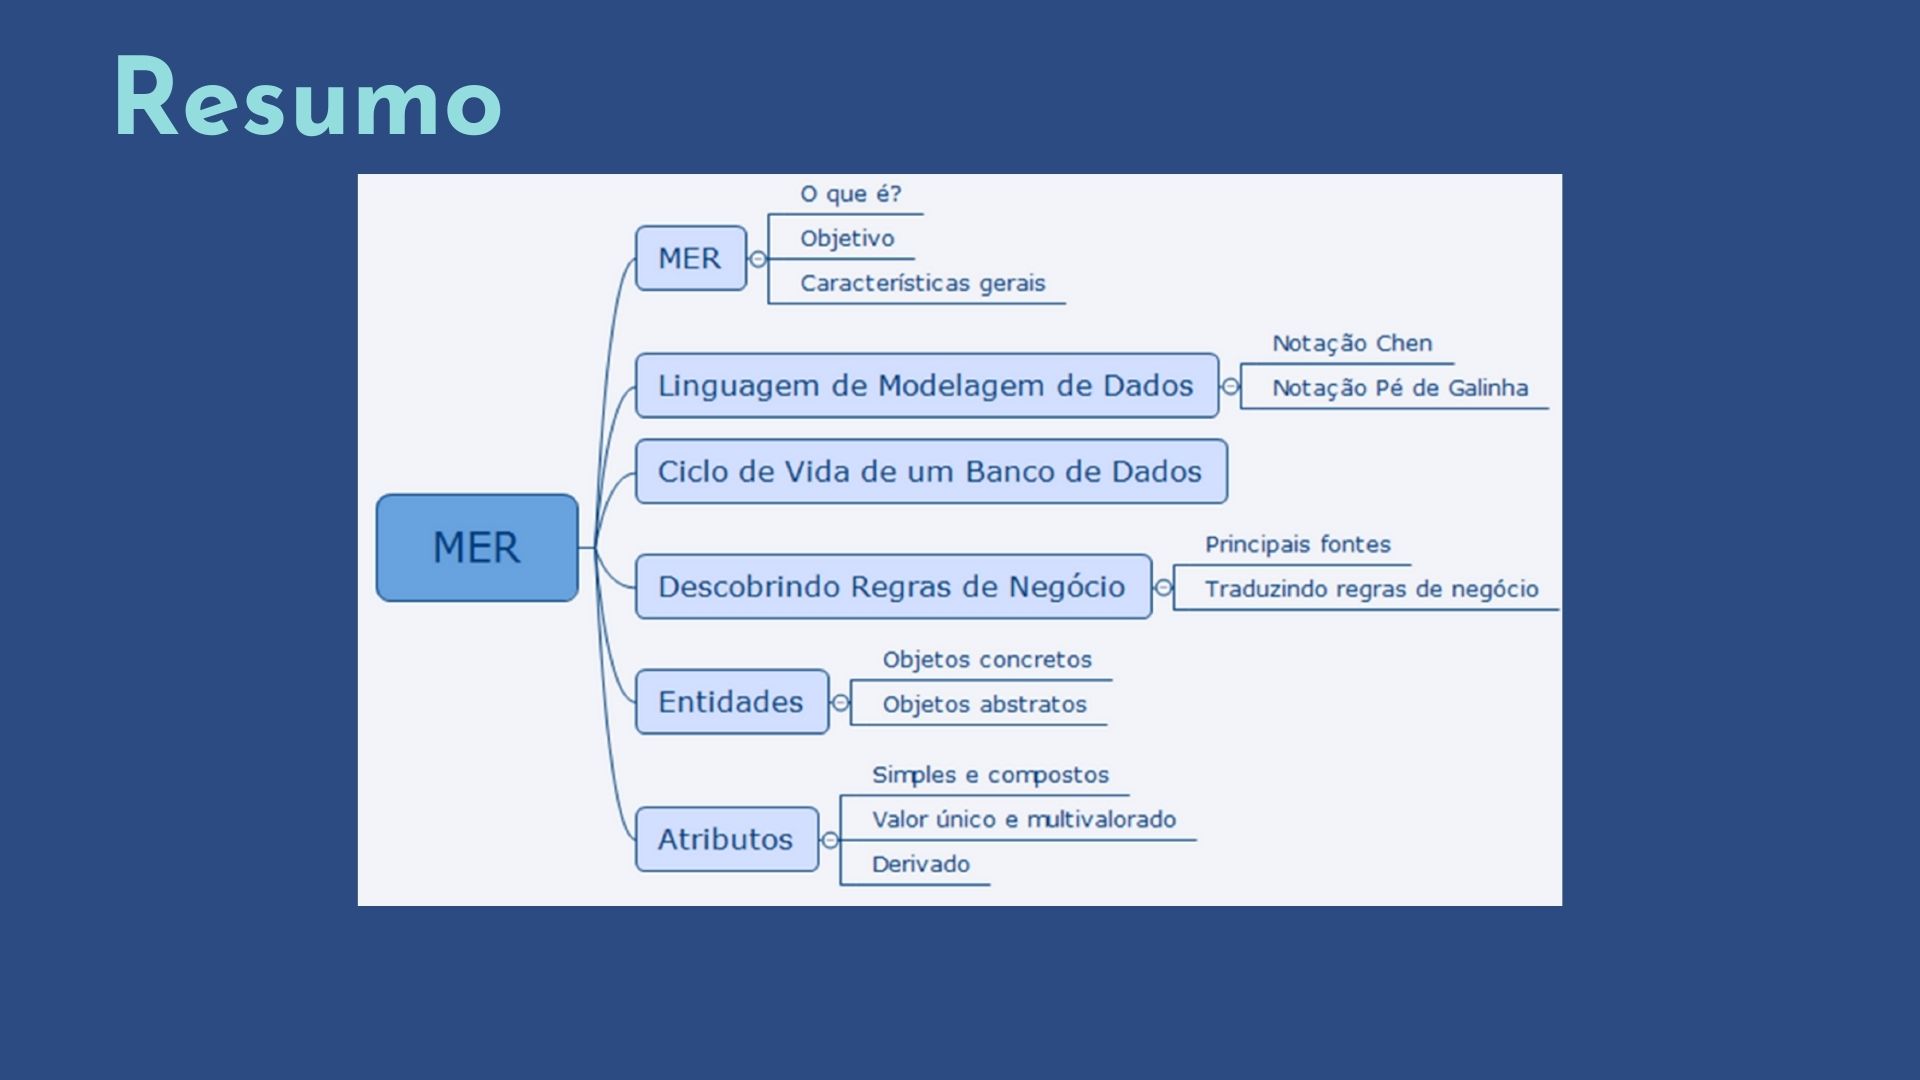 Resumo
MER
MER
O que é?
Objetivo
Características gerais
Linguagem de Modelagem de Dados
Notação Chen
Notação Pé de Galinha
Ciclo de Vida de um Banco de Dados
Descobrindo Regras de Negócio
Principais fontes
Traduzindo regras de negócio
Entidades
Objetos concretos
Objetos abstratos
Atributos
Simples e compostos
Valor único e multivalorado
Derivado